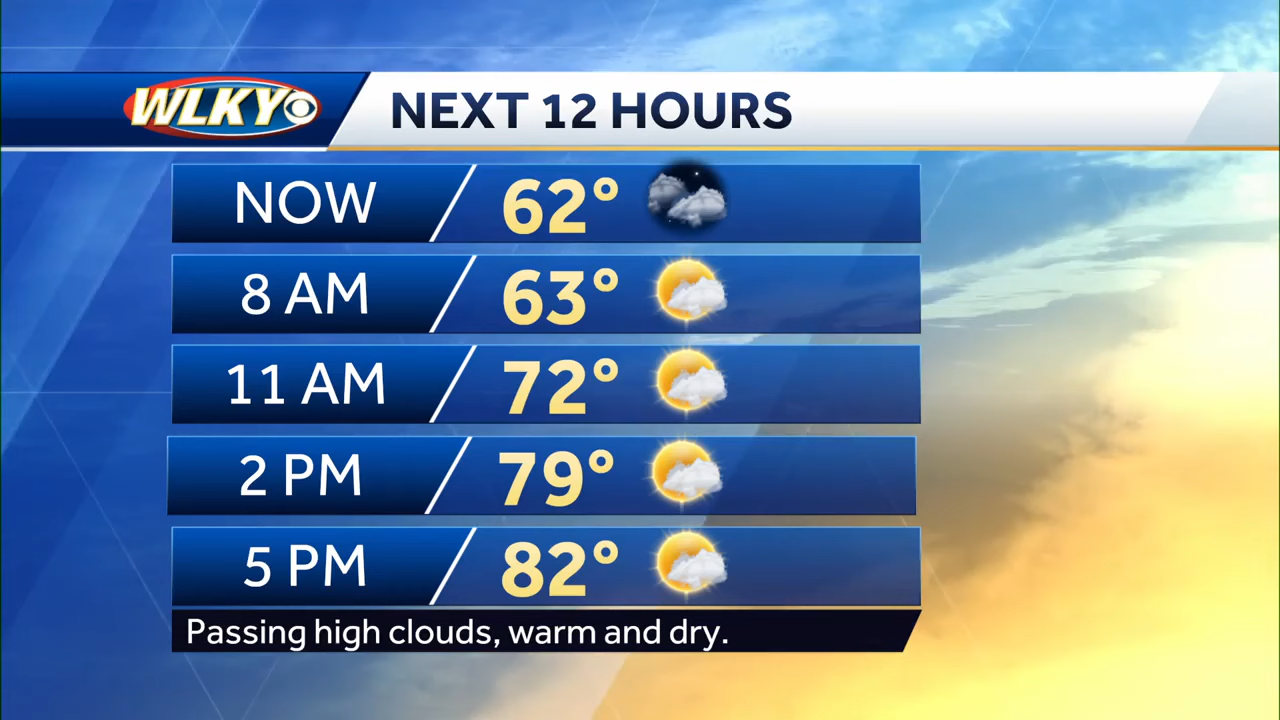 WLKY
NEXT 12 HOURS
NOW 62°
8 AM 63°
11 AM 72°
2 PM 79°
5 PM 82°
Passing high clouds, warm and dry.